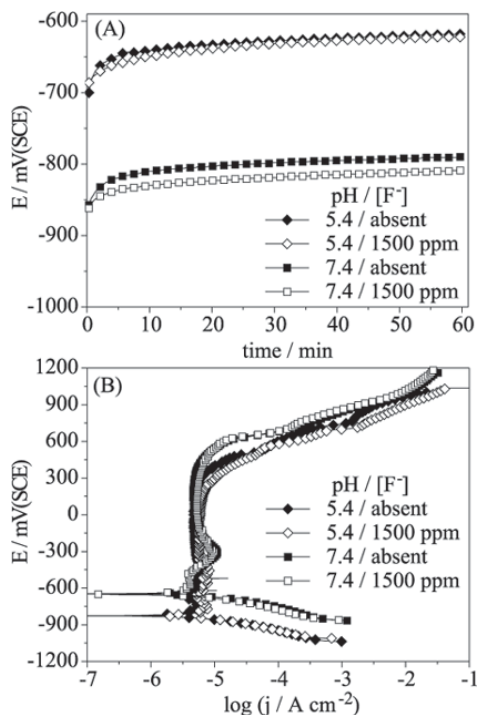 (A)
-600
-700
-800
-900
-1000
E / mV(SCE)
pH / [F⁻]
5.4 / absent
5.4 / 1500 ppm
7.4 / absent
7.4 / 1500 ppm
0 10 20 30 40 50 60
time / min
(B)
1200
900
600
300
0
-300
-600
-900
-1200
E / mV(SCE)
pH / [F⁻]
5.4 / absent
5.4 / 1500 ppm
7.4 / absent
7.4 / 1500 ppm
-7 -6 -5 -4 -3 -2 -1
log (j / A cm⁻²)